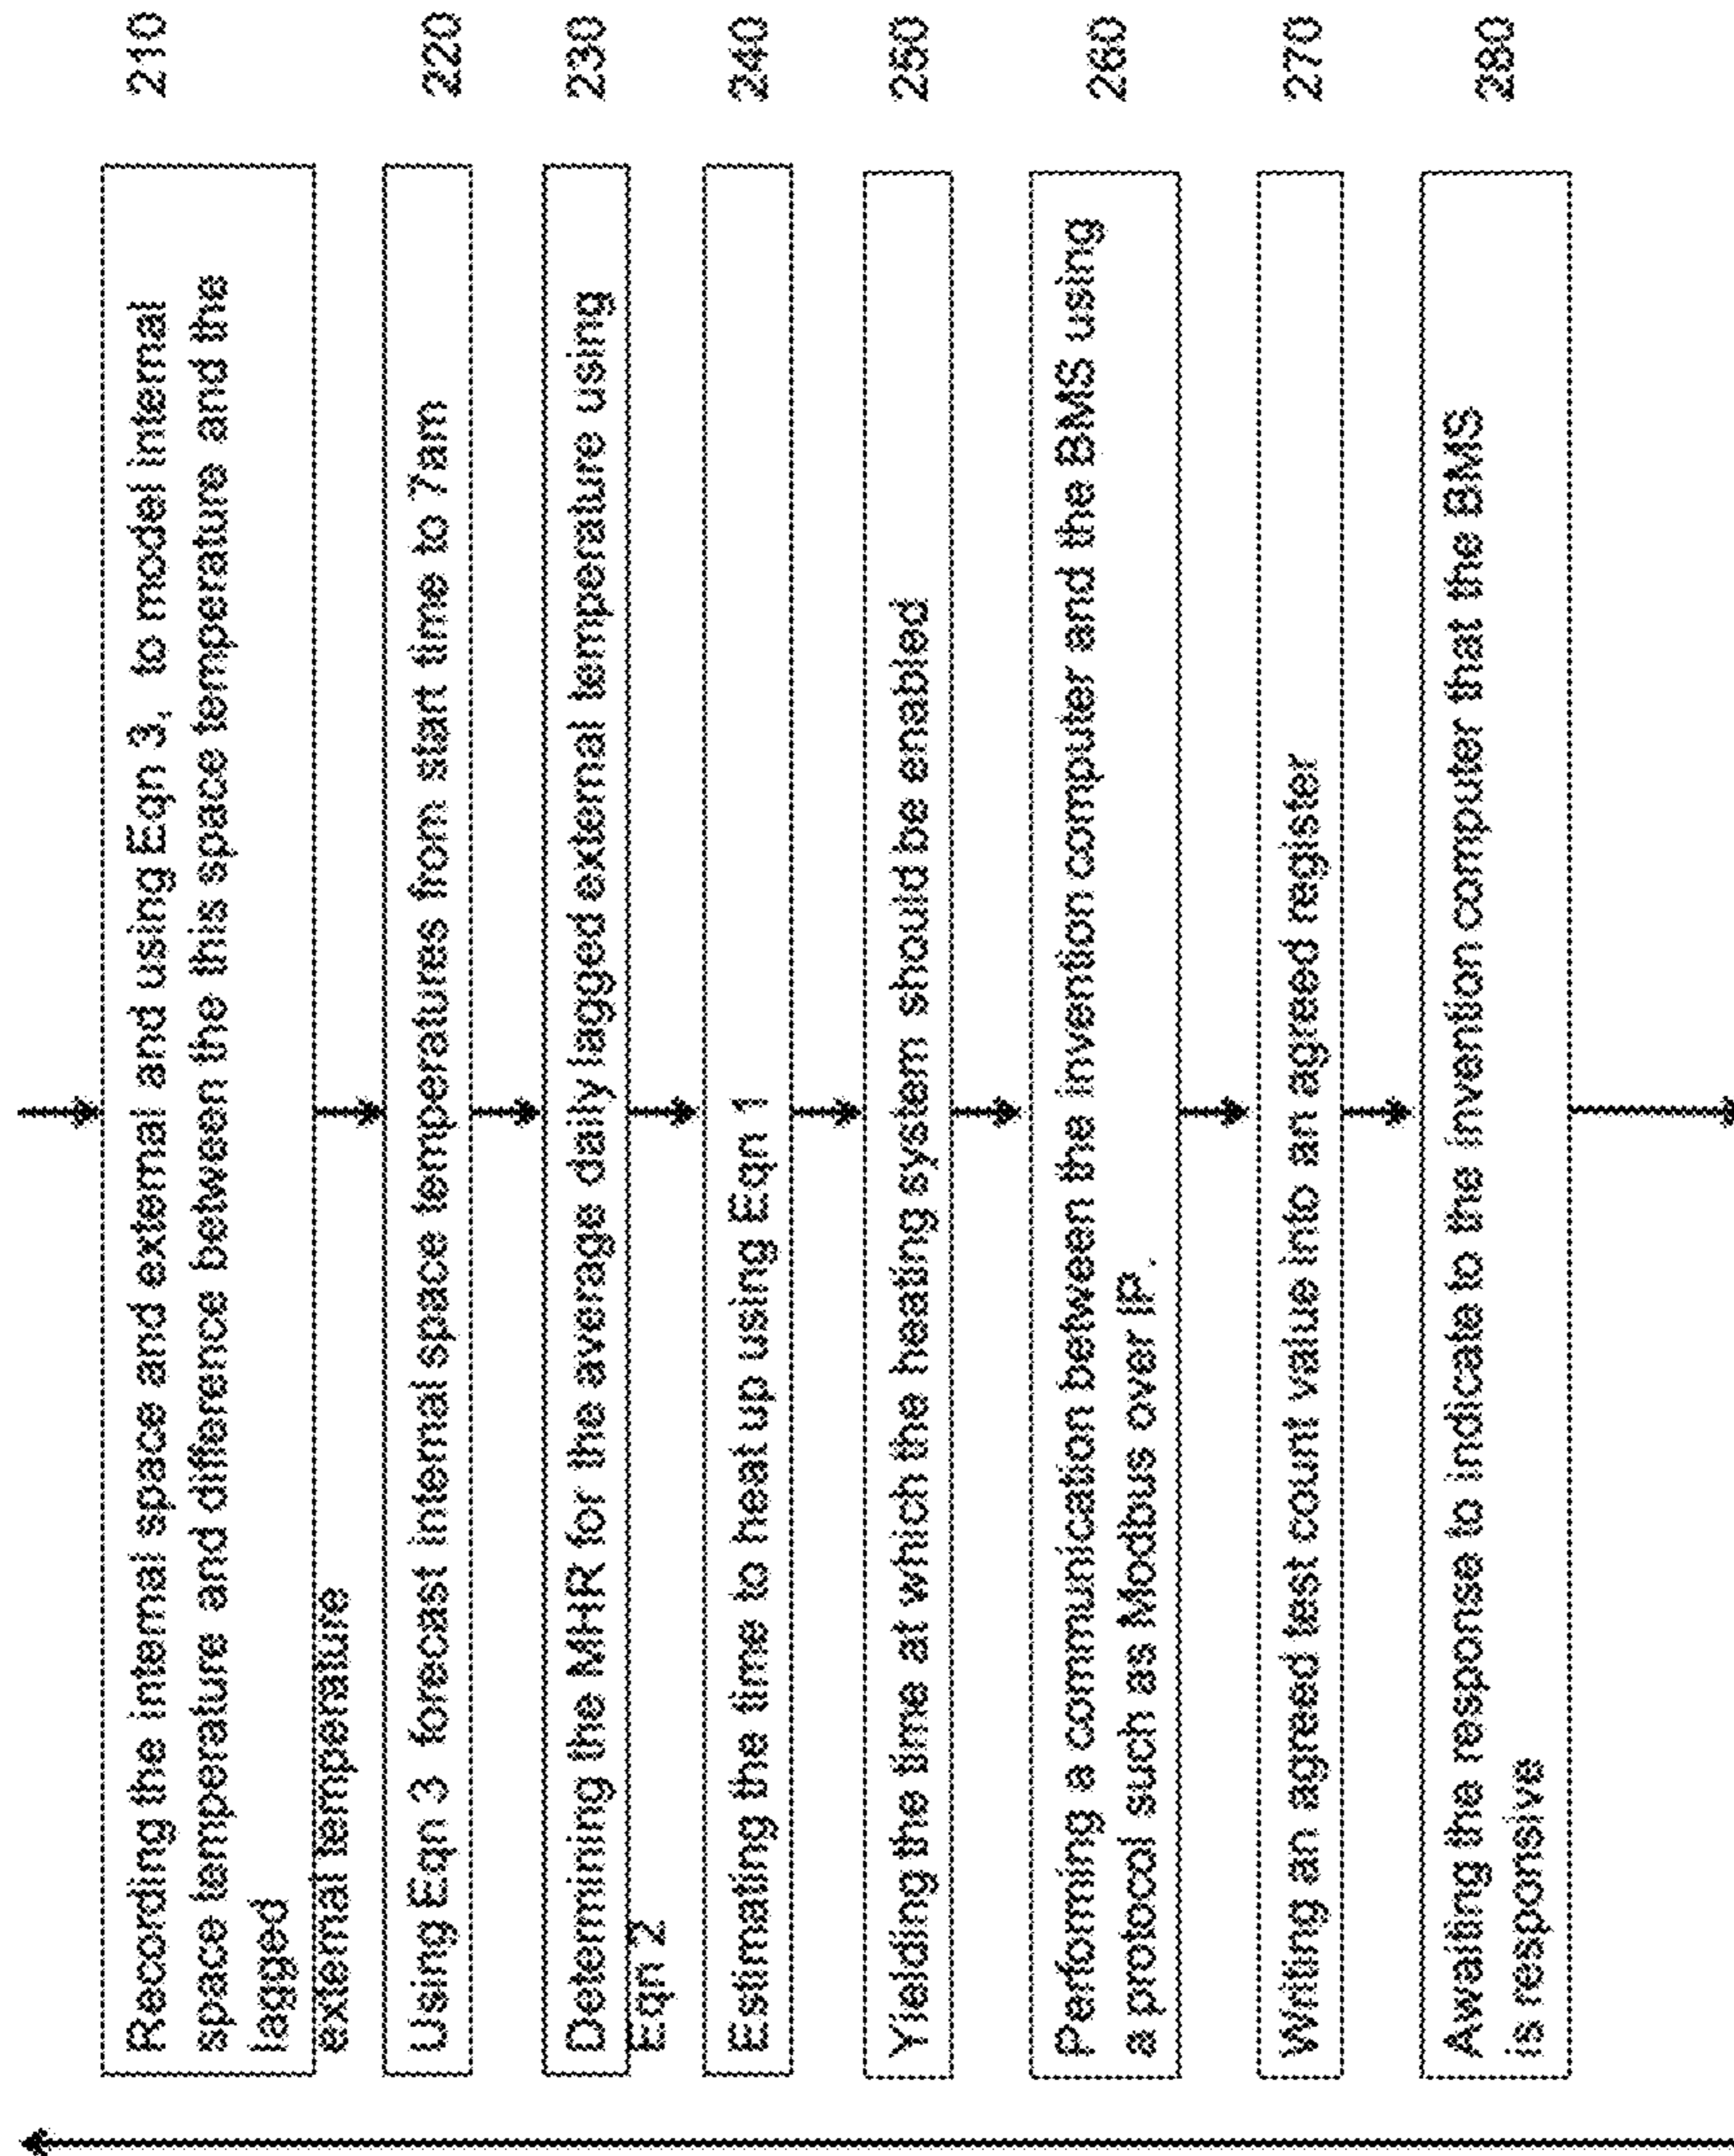 Recording the internal space and external and using Eqn 3, to model internal
space temperature and difference between the this space temperature and the
lagged
external temperature
210
Using Eqn 3 forecast internal space temperatures from start time to 7am
220
Determining the MHR for the average daily lagged external temperature using
Eqn 2
230
Estimating the time to heat up using Eqn 1
240
Yielding the time at which the heating system should be enabled
250
Performing a communication between the invention computer and the BMS using
a protocol such as Modbus over IP.
260
Writing an agreed test count value into an agreed register
270
Awaiting the response to indicate to the invention computer that the BMS
is responsive
280